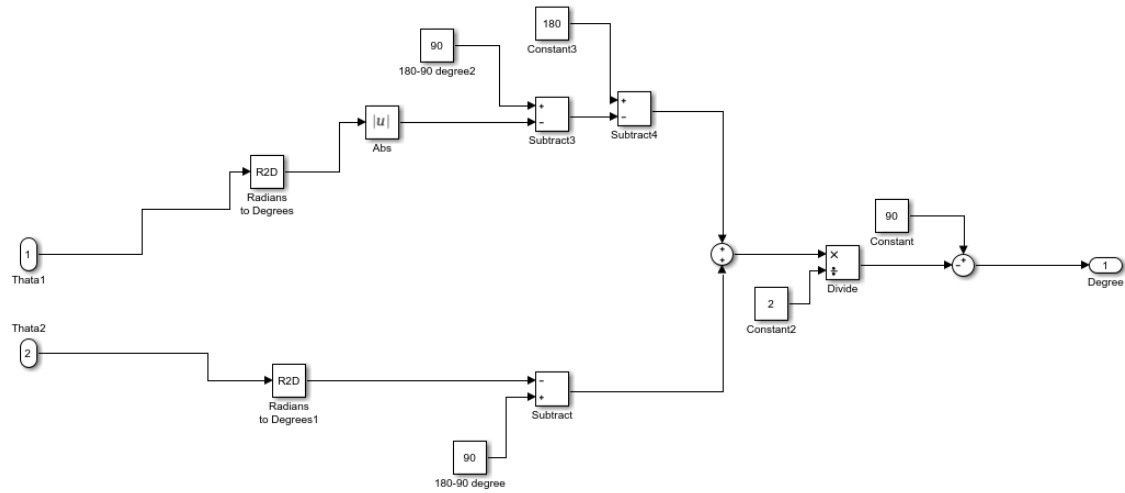 180
Constant3
90
180-90 degree2
+
−
Subtract3
+
−
Subtract4
|u|
Abs
R2D
Radians
to Degrees
1
Thata1
90
Constant
+
+
×
÷
Divide
−
+
1
Degree
2
Constant2
Thata2
2
R2D
Radians
to Degrees1
−
+
Subtract
90
180-90 degree